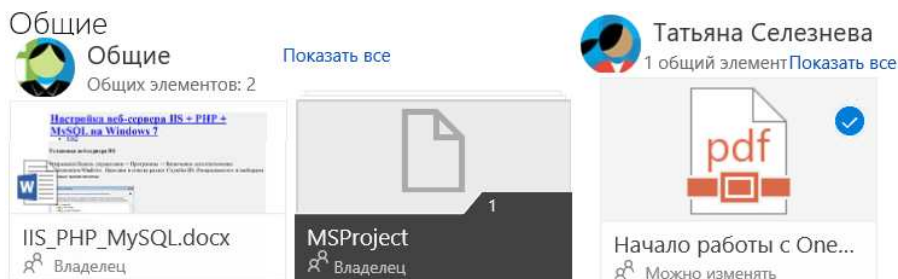 Общие
Общие
Показать все
Общих элементов: 2
Татьяна Селезнева
1 общий элемент Показать все
Настройка веб-сервера IIS + PHP +
MySQL на Windows 7
W
IIS_PHP_MySQL.docx
Владелец
1
MSProject
Владелец
pdf
Начало работы с One...
Можно изменять